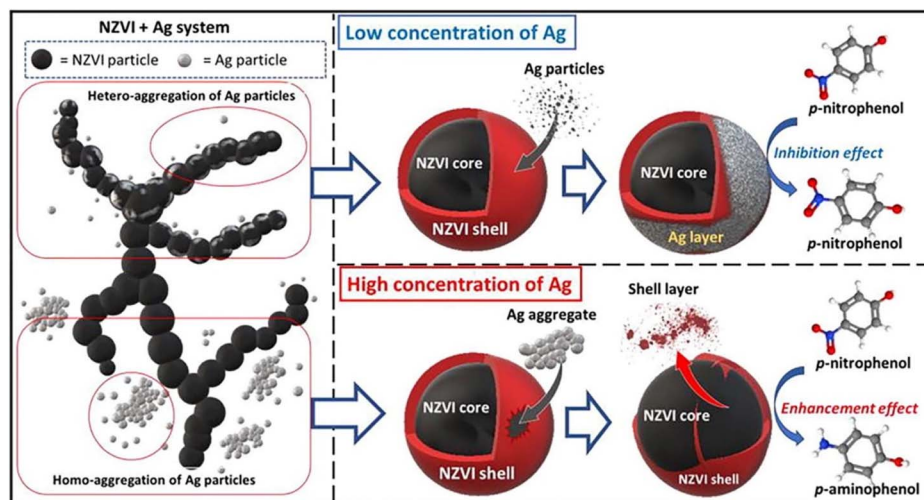 NZVI + Ag system
= NZVI particle
= Ag particle
Hetero-aggregation of Ag particles
Homo-aggregation of Ag particles
Low concentration of Ag
Ag particles
NZVI core
NZVI shell
NZVI core
Ag layer
p-nitrophenol
Inhibition effect
p-nitrophenol
High concentration of Ag
Ag aggregate
NZVI core
NZVI shell
Shell layer
NZVI core
NZVI shell
p-nitrophenol
Enhancement effect
p-aminophenol